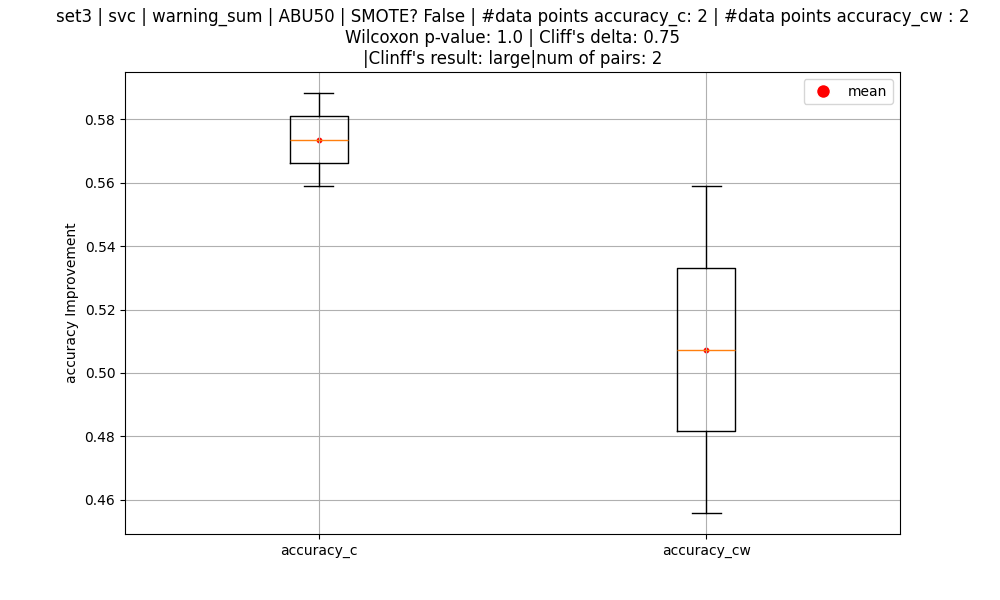 set3 | svc | warning_sum | ABU50 | SMOTE? False | #data points accuracy_c: 2 | #data points accuracy_cw : 2
Wilcoxon p-value: 1.0 | Cliff's delta: 0.75
|Clinff's result: large|num of pairs: 2
mean
0.58
0.56
0.54
0.52
0.50
0.48
0.46
accuracy Improvement
accuracy_c
accuracy_cw